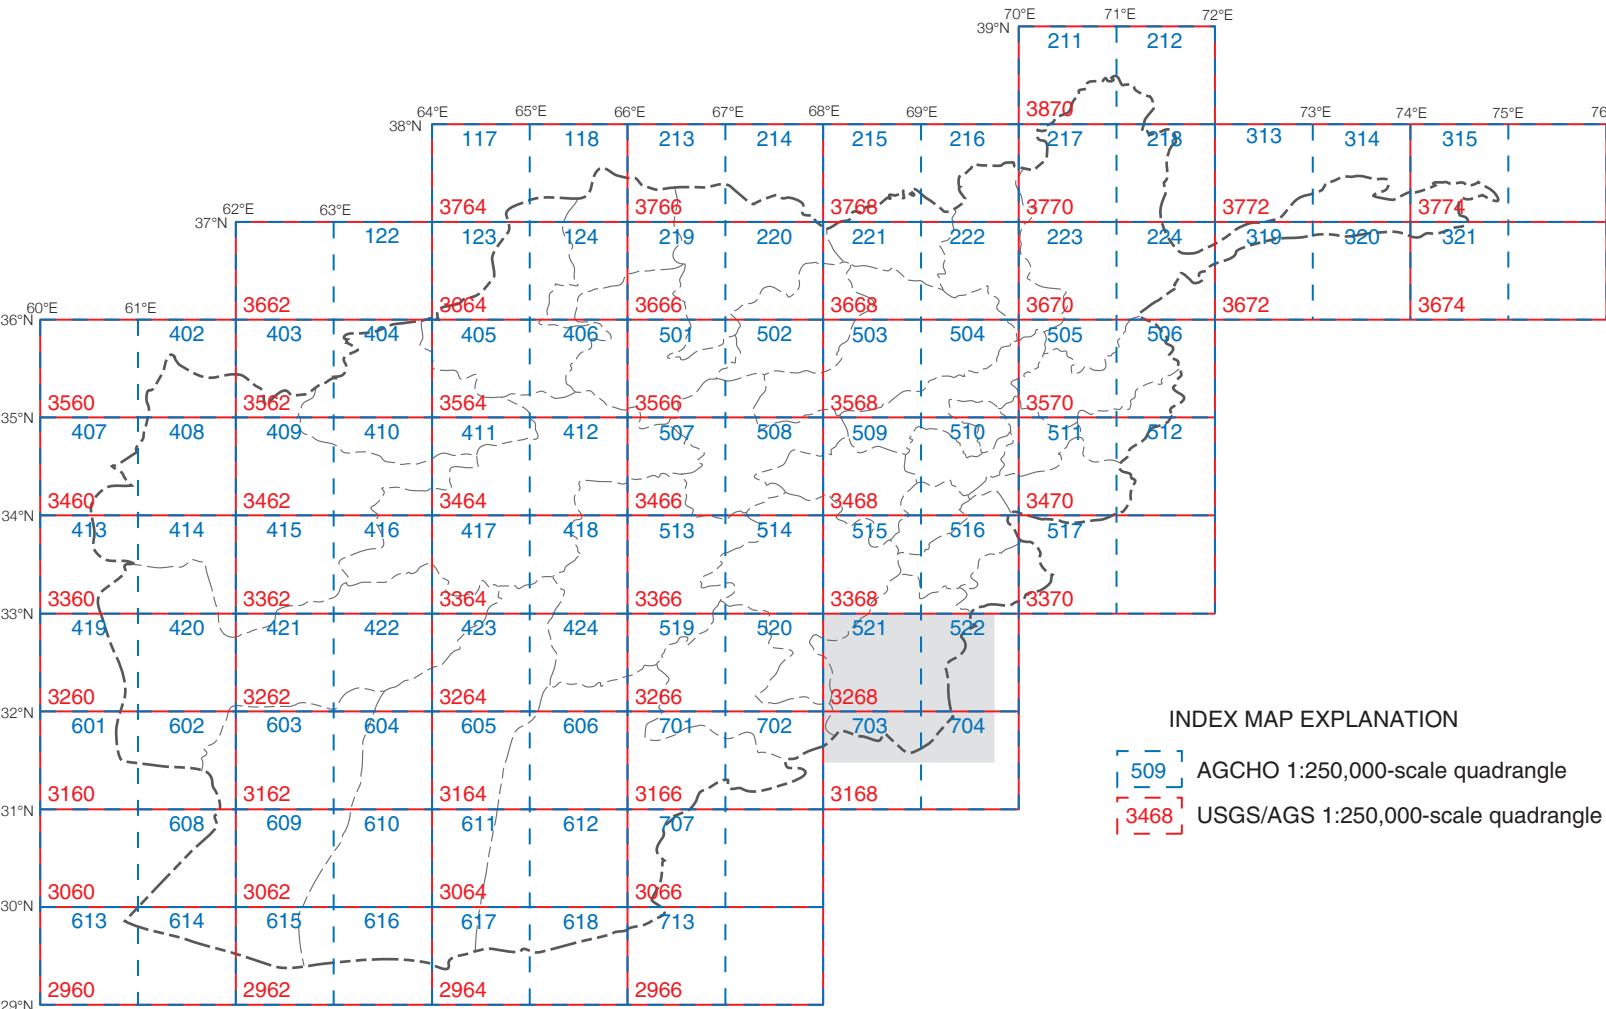 70°E 71°E 72°E
39°N
211 212
3870
64°E 65°E 66°E 67°E 68°E 69°E 73°E 74°E 75°E 76
38°N
117 118 213 214 215 216 217 218 313 314 315
3764 3766 3768 3770 3772 3774
62°E 63°E
37°N
122 123 124 219 220 221 222 223 224 319 320 321
3662 3664 3666 3668 3670 3672 3674
60°E 61°E
36°N
402 403 404 405 406 501 502 503 504 505 506
3560 3562 3564 3566 3568 3570
35°N
407 408 409 410 411 412 507 508 509 510 511 512
3460 3462 3464 3466 3468 3470
34°N
413 414 415 416 417 418 513 514 515 516 517
3360 3362 3364 3366 3368 3370
33°N
419 420 421 422 423 424 519 520 521 522
3260 3262 3264 3266 3268
32°N
601 602 603 604 605 606 701 702 703 704
3160 3162 3164 3166 3168
31°N
608 609 610 611 612 707
3060 3062 3064 3066
30°N
613 614 615 616 617 618 713
2960 2962 2964 2966
29°N
INDEX MAP EXPLANATION
509 AGCHO 1:250,000-scale quadrangle
3468 USGS/AGS 1:250,000-scale quadrangle